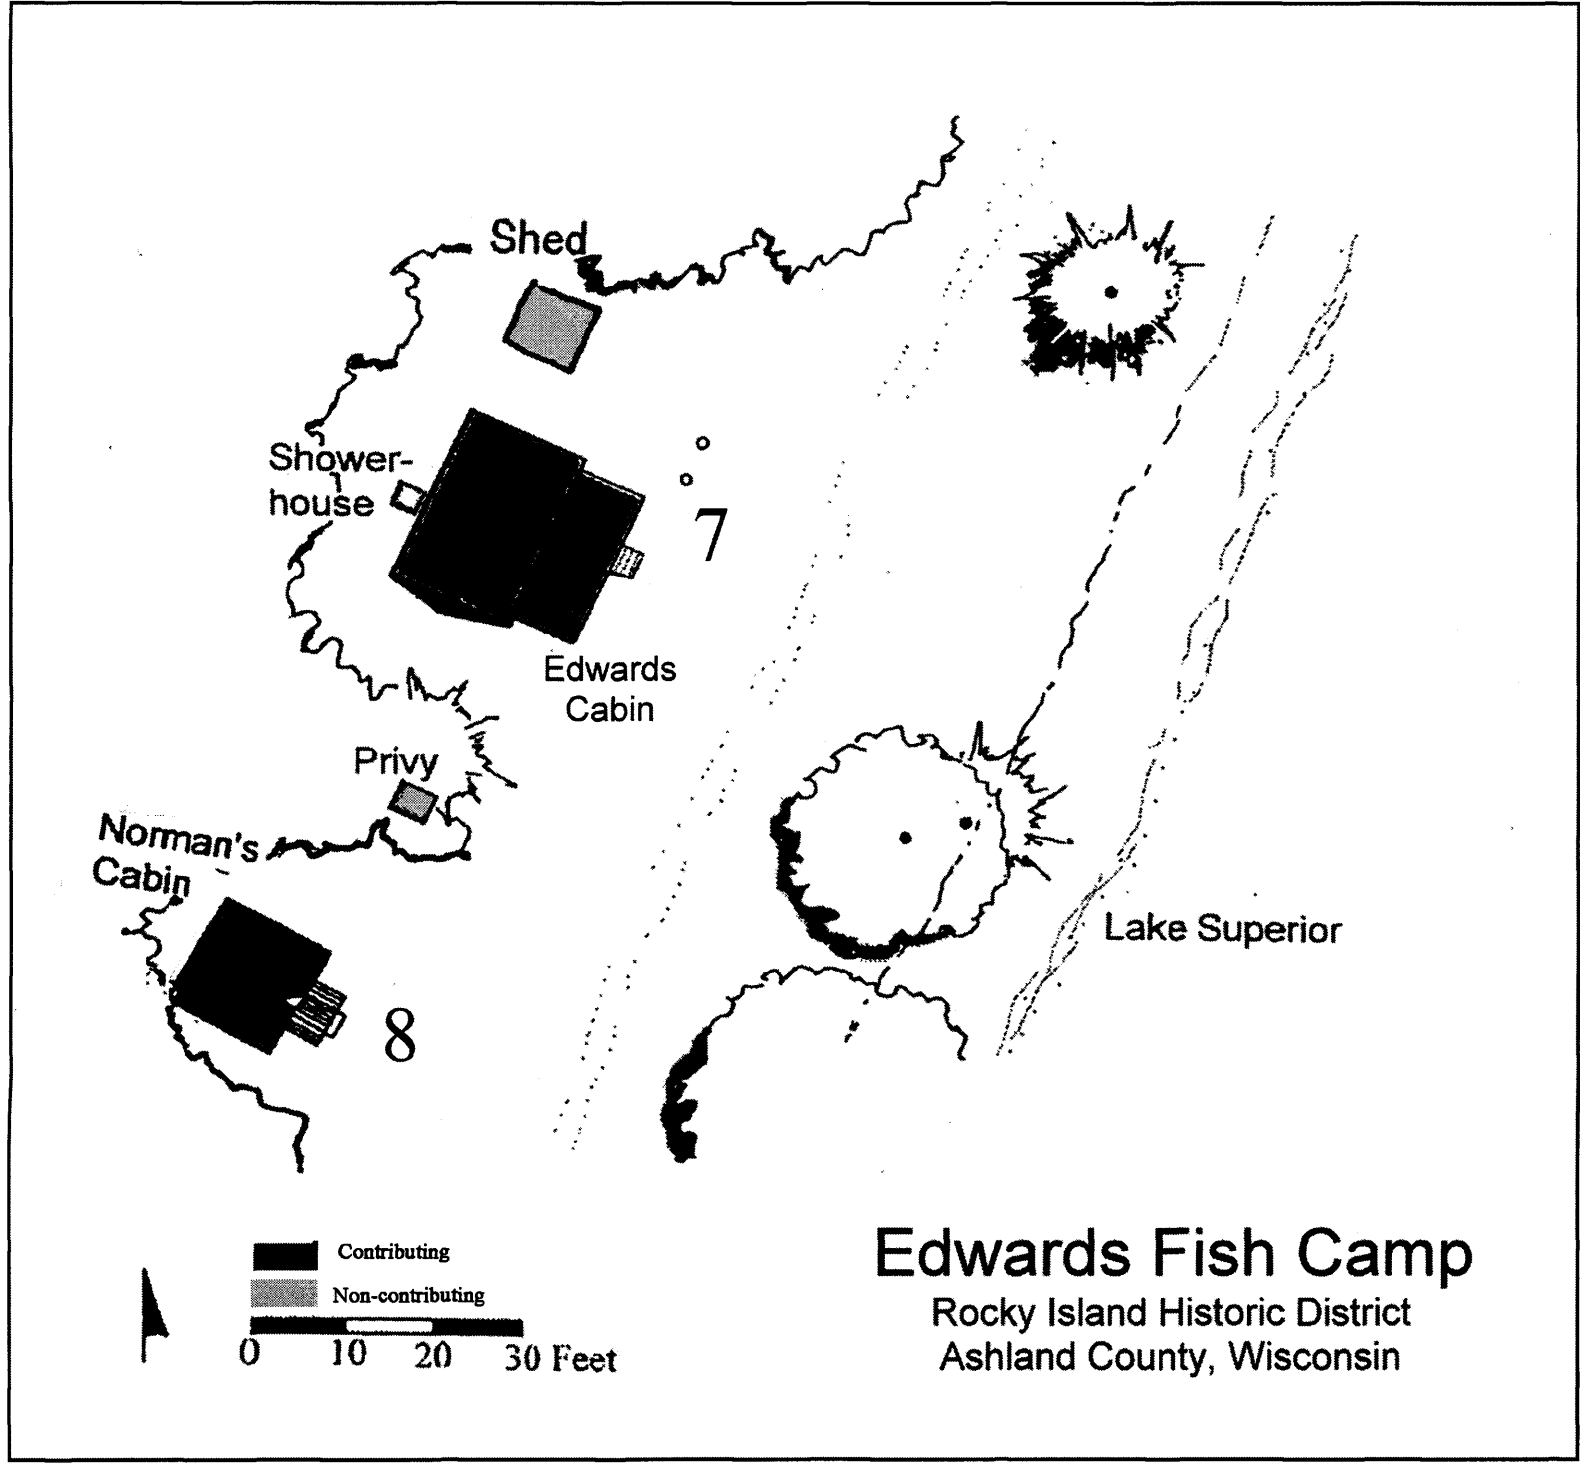 Shed
Shower-
house
7
Edwards
Cabin
Privy
Norman's
Cabin
8
Lake Superior
Contributing
Non-contributing
0 10 20 30 Feet
Edwards Fish Camp
Rocky Island Historic District
Ashland County, Wisconsin